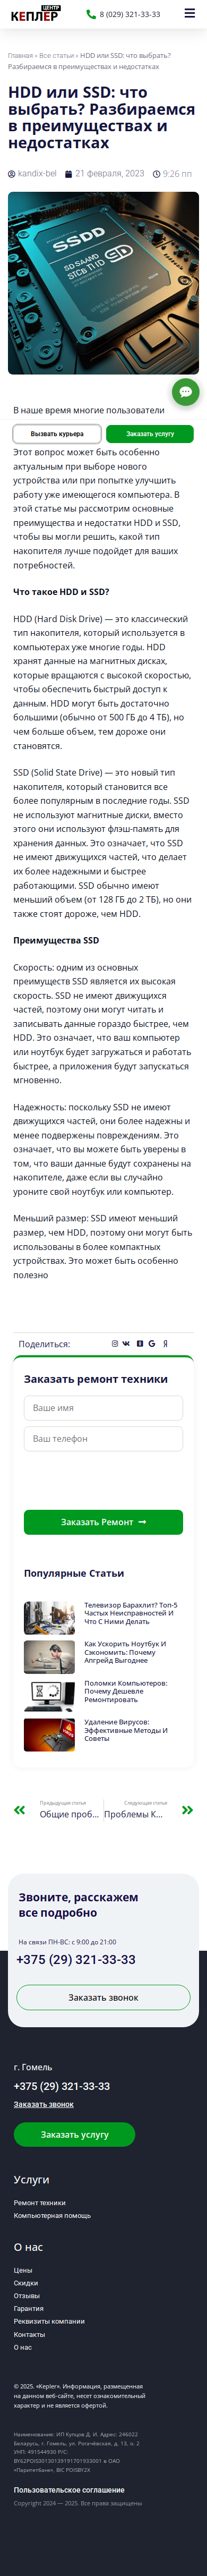 КЕПЛЕР
ЦЕНТР
8 (029) 321-33-33
Главная » Все статьи » HDD или SSD: что выбрать?
Разбираемся в преимуществах и недостатках
HDD или SSD: что
выбрать? Разбираемся
в преимуществах и
недостатках
kandix-bel
21 февраля, 2023
9:26 пп
SSDD
В наше время многие пользователи
Вызвать курьера
Заказать услугу
Этот вопрос может быть особенно
актуальным при выборе нового
устройства или при попытке улучшить
работу уже имеющегося компьютера. В
этой статье мы рассмотрим основные
преимущества и недостатки HDD и SSD,
чтобы вы могли решить, какой тип
накопителя лучше подойдет для ваших
потребностей.
Что такое HDD и SSD?
HDD (Hard Disk Drive) — это классический
тип накопителя, который используется в
компьютерах уже многие годы. HDD
хранят данные на магнитных дисках,
которые вращаются с высокой скоростью,
чтобы обеспечить быстрый доступ к
данным. HDD могут быть достаточно
большими (обычно от 500 ГБ до 4 ТБ), но
чем больше объем, тем дороже они
становятся.
SSD (Solid State Drive) — это новый тип
накопителя, который становится все
более популярным в последние годы. SSD
не используют магнитные диски, вместо
этого они используют флэш-память для
хранения данных. Это означает, что SSD
не имеют движущихся частей, что делает
их более надежными и быстрее
работающими. SSD обычно имеют
меньший объем (от 128 ГБ до 2 ТБ), но они
также стоят дороже, чем HDD.
Преимущества SSD
Скорость: одним из основных
преимуществ SSD является их высокая
скорость. SSD не имеют движущихся
частей, поэтому они могут читать и
записывать данные гораздо быстрее, чем
HDD. Это означает, что ваш компьютер
или ноутбук будет загружаться и работать
быстрее, а приложения будут запускаться
мгновенно.
Надежность: поскольку SSD не имеют
движущихся частей, они более надежны и
менее подвержены повреждениям. Это
означает, что вы можете быть уверены в
том, что ваши данные будут сохранены на
накопителе, даже если вы случайно
уроните свой ноутбук или компьютер.
Меньший размер: SSD имеют меньший
размер, чем HDD, поэтому они могут быть
использованы в более компактных
устройствах. Это может быть особенно
полезно
Поделиться:
Заказать ремонт техники
Ваше имя
Ваш телефон
Заказать Ремонт
Популярные Статьи
Телевизор Барахлит? Топ-5
Частых Неисправностей И
Что С Ними Делать
Как Ускорить Ноутбук И
Сэкономить: Почему
Апгрейд Выгоднее
Поломки Компьютеров:
Почему Дешевле
Ремонтировать
Удаление Вирусов:
Эффективные Методы И
Советы
Предыдущая статья
Общие проб...
Следующая статья
Проблемы К...
Звоните, расскажем
все подробно
На связи ПН-ВС: с 9:00 до 21:00
+375 (29) 321-33-33
Заказать звонок
г. Гомель
+375 (29) 321-33-33
Заказать звонок
Заказать услугу
Услуги
Ремонт техники
Компьютерная помощь
О нас
Цены
Скидки
Отзывы
Гарантия
Реквизиты компании
Контакты
О нас
© 2025. «Kepler». Информация, размещенная
на данном веб-сайте, несет ознакомительный
характер и не является офертой.
Наименование: ИП Купцов Д. И. Адрес: 246022
Беларусь, г. Гомель, ул. Рогачёвская, д. 13, о. 2
УНП: 491544930 Р/С:
BY62POIS30130139191701933001 в ОАО
«Паритетбанк», BIC POISBY2X
Пользовательское соглашение
Copyright 2024 — 2025. Все права защищены